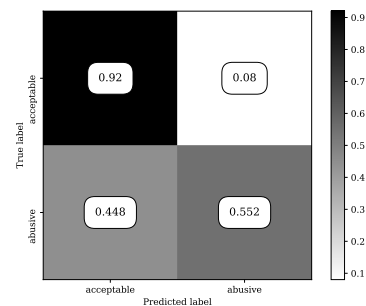 True label
acceptable
abusive
0.92
0.08
0.448
0.552
acceptable
abusive
Predicted label
0.9
0.8
0.7
0.6
0.5
0.4
0.3
0.2
0.1